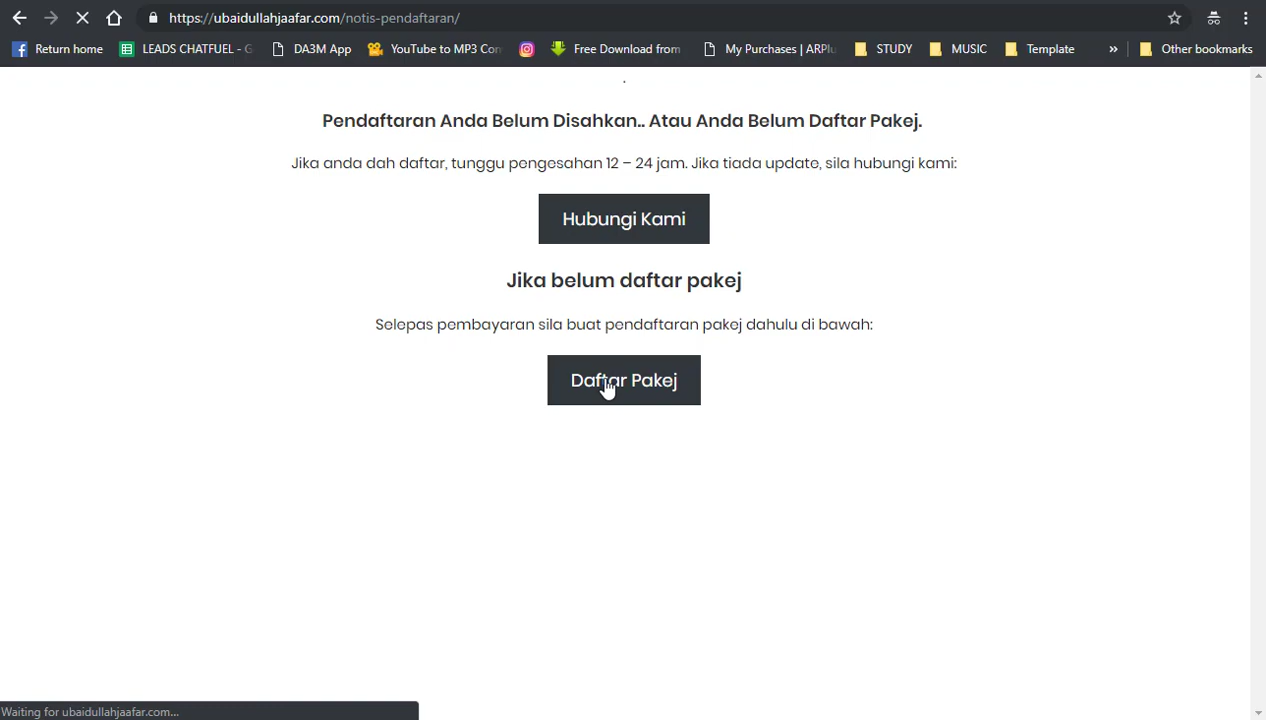 https://ubaidullahjaafar.com/notis-pendaftaran/
Return home LEADS CHATFUEL - G DA3M App YouTube to MP3 Con Free Download from My Purchases | ARPlu STUDY MUSIC Template » Other bookmarks
.
Pendaftaran Anda Belum Disahkan.. Atau Anda Belum Daftar Pakej.
Jika anda dah daftar, tunggu pengesahan 12 – 24 jam. Jika tiada update, sila hubungi kami:
Hubungi Kami
Jika belum daftar pakej
Selepas pembayaran sila buat pendaftaran pakej dahulu di bawah:
Daftar Pakej
Waiting for ubaidullahjaafar.com...